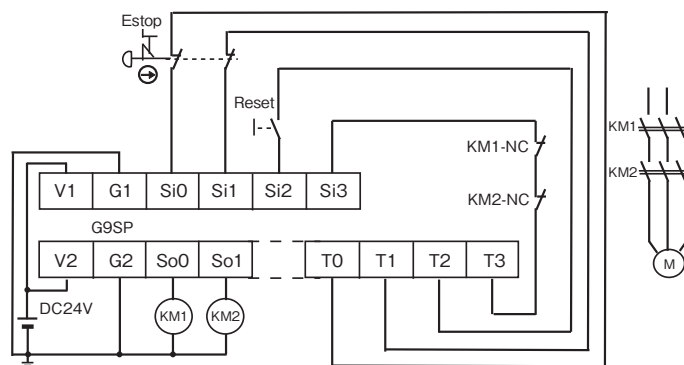 Estop
Reset
KM1
KM1-NC
KM2
KM2-NC
V1 G1 Si0 Si1 Si2 Si3
G9SP
V2 G2 So0 So1 T0 T1 T2 T3
M
DC24V
KM1 KM2